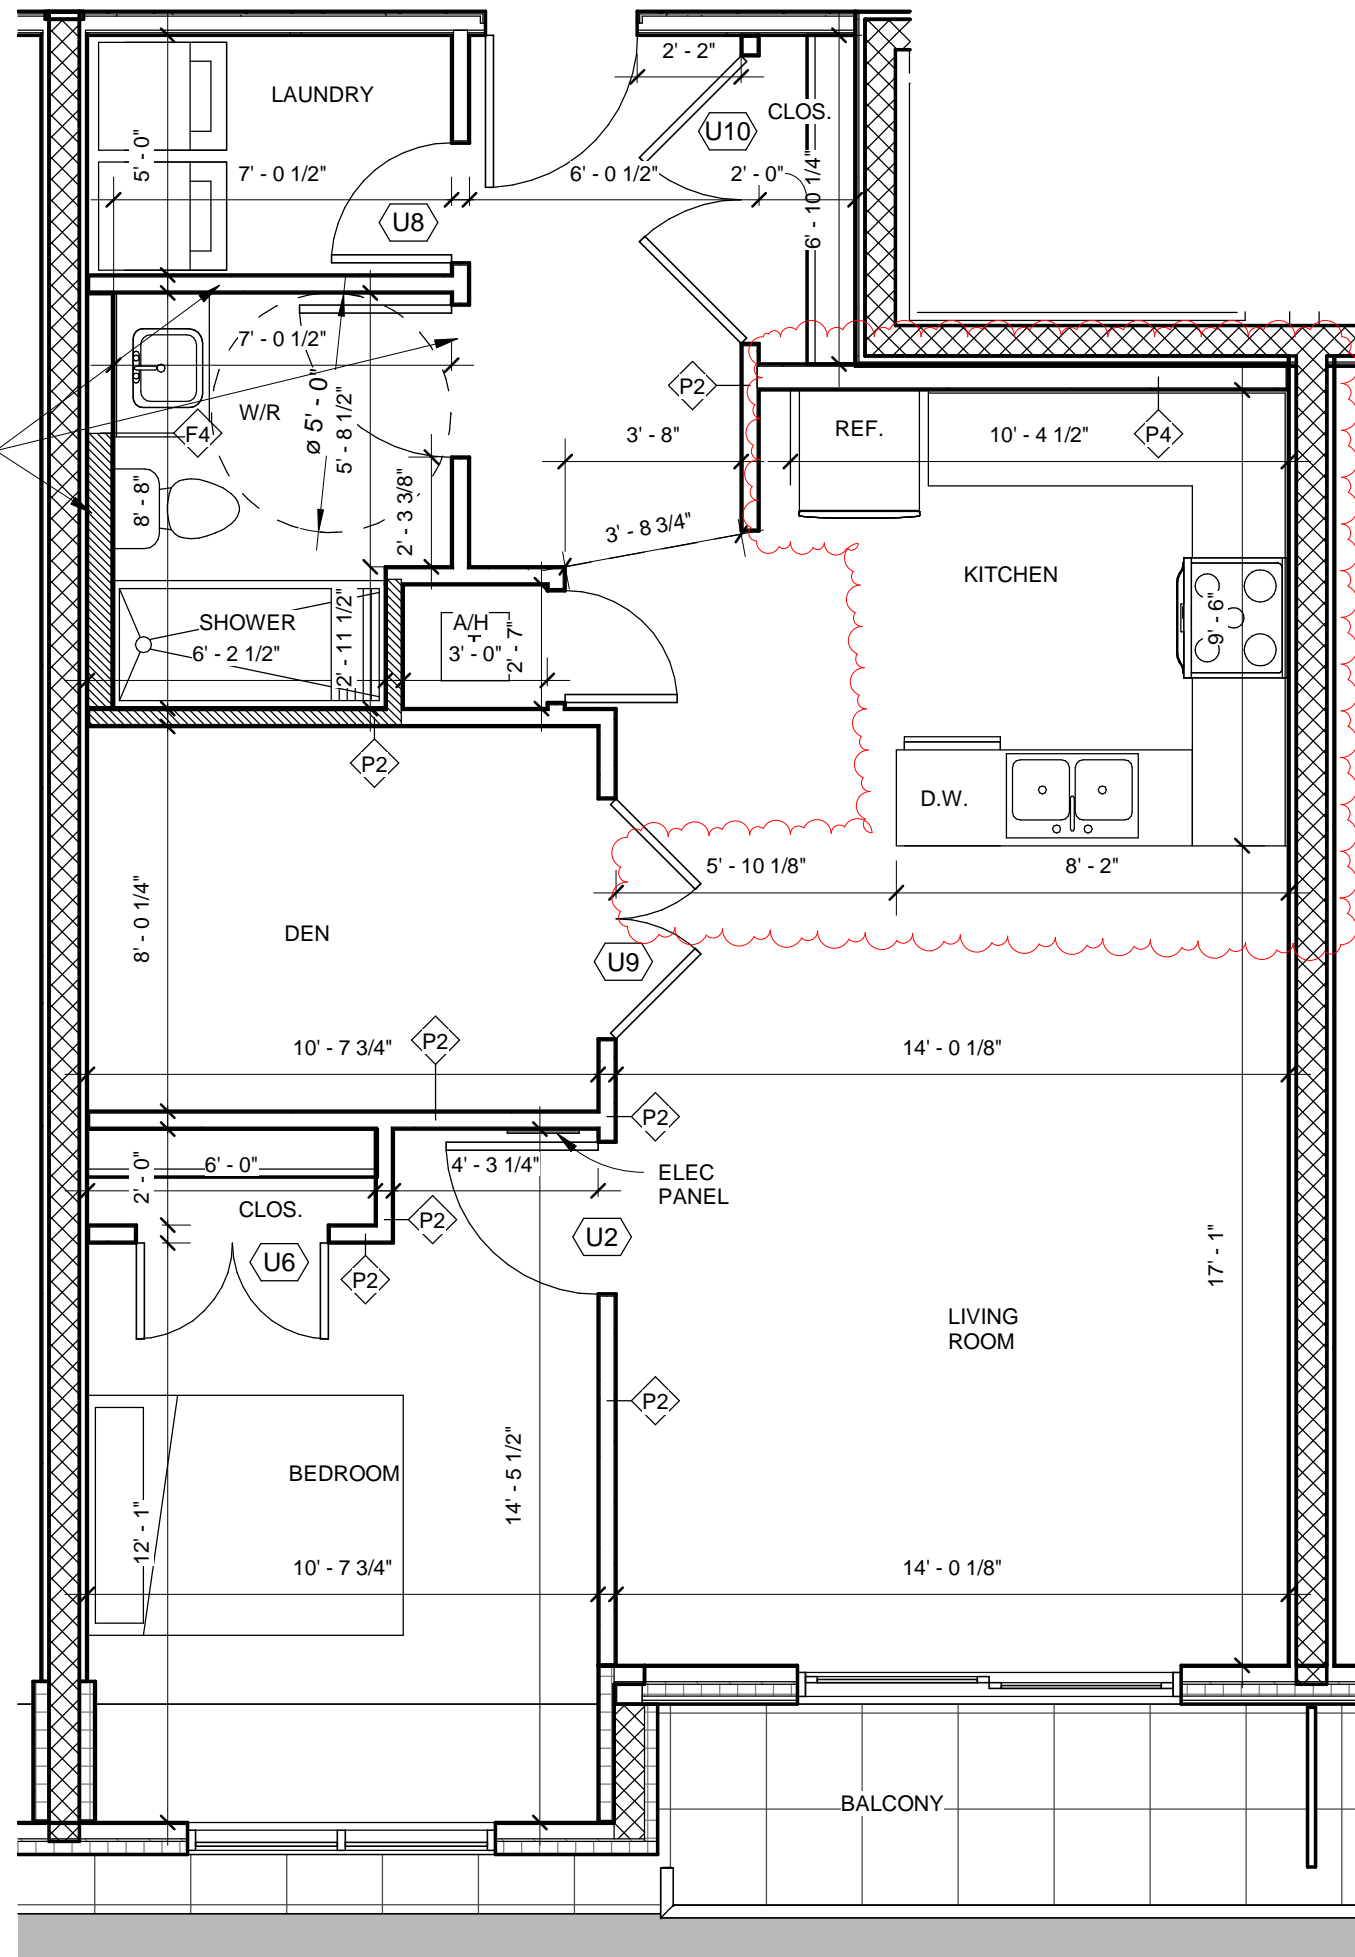 2' - 2"
LAUNDRY
CLOS.
U10
5' - 0"
7' - 0 1/2"
6' - 0 1/2"
2' - 0"
6' - 10 1/4"
U8
7' - 0 1/2"
ø 5' - 0"
5' - 8 1/2"
W/R
F4
P2
REF.
3' - 8"
10' - 4 1/2"
P4
8' - 8"
2' - 3 3/8"
3' - 8 3/4"
KITCHEN
9' - 6"
SHOWER
6' - 2 1/2"
2' - 11 1/2"
A/H
3' - 0"
2' - 7"
P2
D.W.
5' - 10 1/8"
8' - 2"
8' - 0 1/4"
DEN
U9
10' - 7 3/4"
P2
14' - 0 1/8"
P2
2' - 0"
6' - 0"
4' - 3 1/4"
ELEC
PANEL
CLOS.
P2
U2
U6
P2
17' - 1"
LIVING
ROOM
P2
BEDROOM
14' - 5 1/2"
12' - 1"
10' - 7 3/4"
14' - 0 1/8"
BALCONY